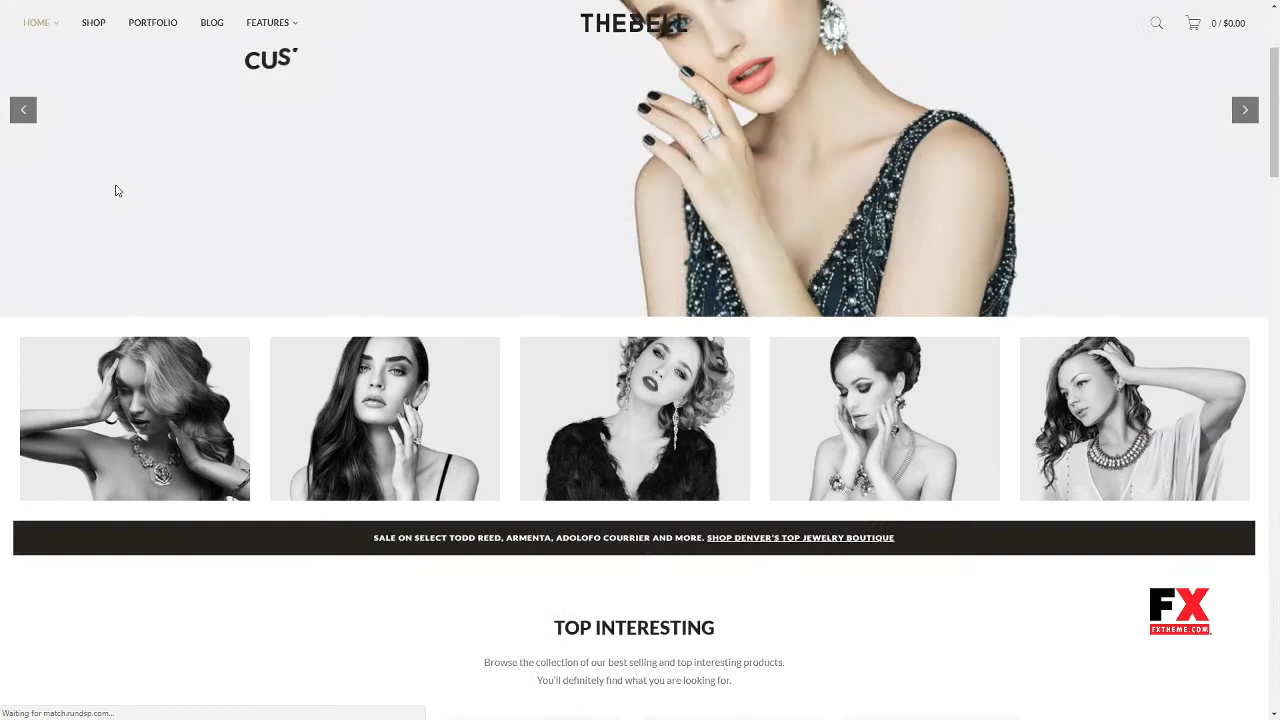 HOME SHOP PORTFOLIO BLOG FEATURES THEBELL 0 / $0.00
CUS
SALE ON SELECT TODD REED, ARMENTA, ADOLOFO COURRIER AND MORE. SHOP DENVER'S TOP JEWELRY BOUTIQUE
FX
FXTHEME.COM
TOP INTERESTING
Browse the collection of our best selling and top interesting products.
You'll definitely find what you are looking for.
Waiting for match.rundsp.com...